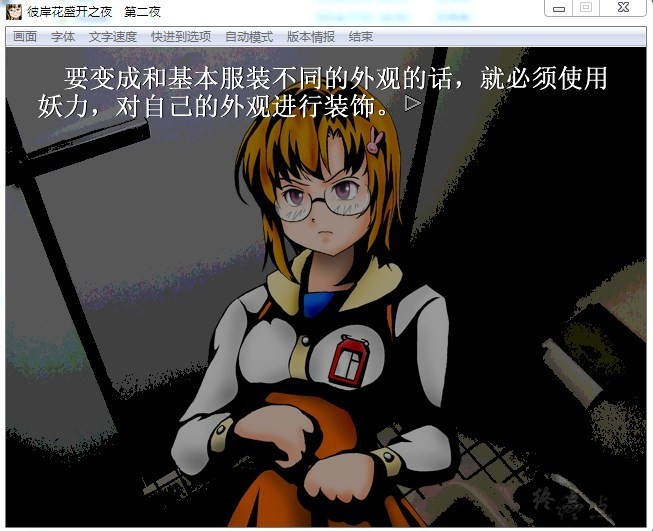 彼岸花盛开之夜　第二夜
画面　字体　文字速度　快进到选项　自动模式　版本情报　结束
要变成和基本服装不同的外观的话，就必须使用
妖力，对自己的外观进行装饰。